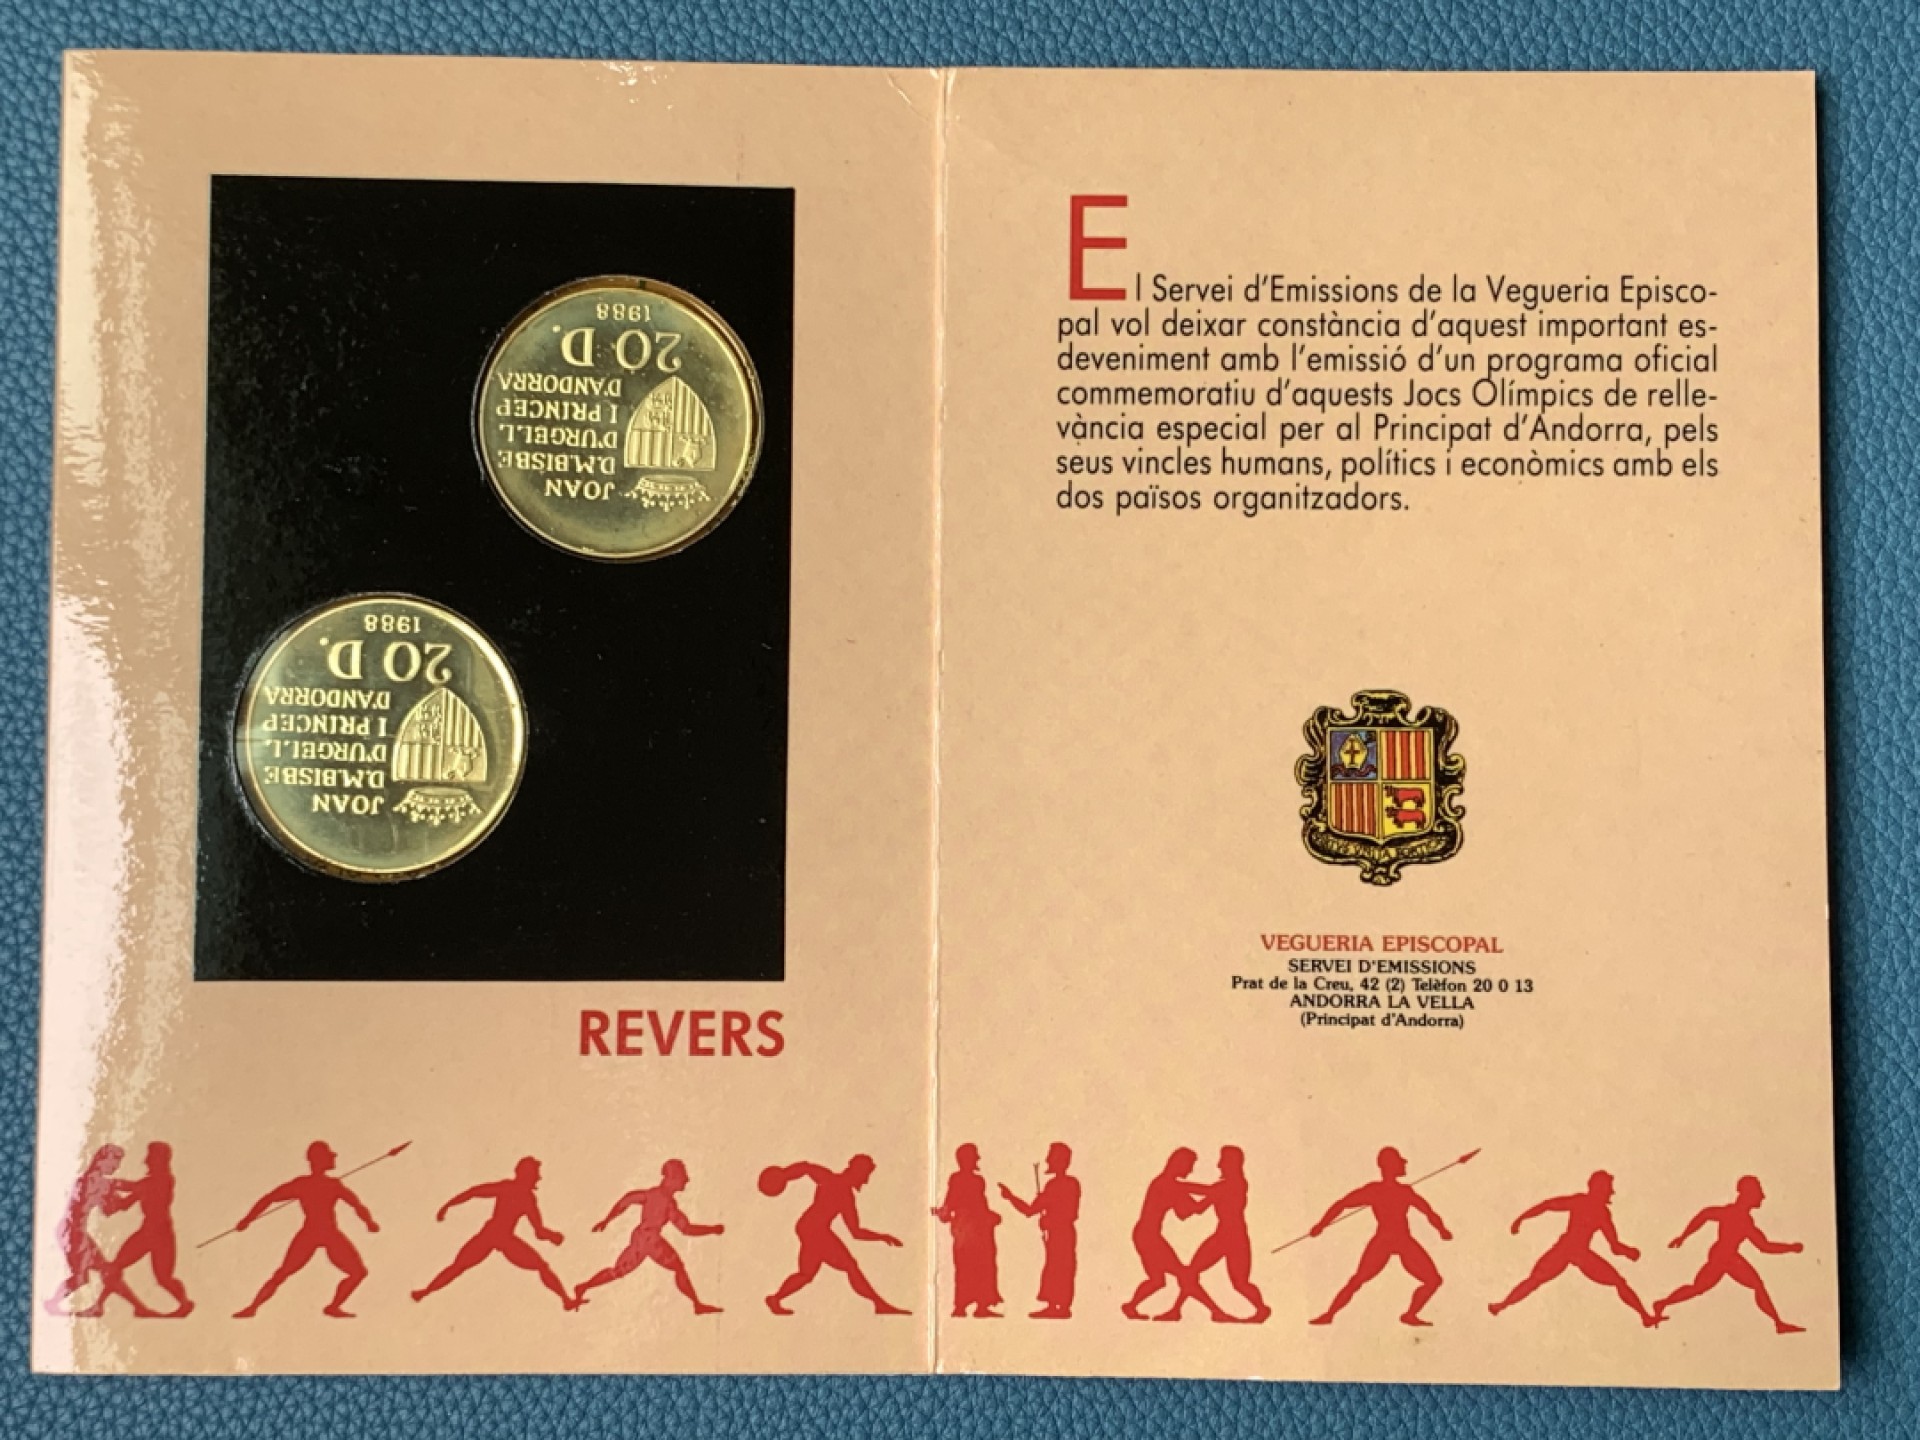 JOAN
D.M.BISBE
D'URGELL
I PRINCEP
D'ANDORRA
20 D.
1988
JOAN
D.M.BISBE
D'URGELL
I PRINCEP
D'ANDORRA
20 D.
1988
REVERS
El Servei d'Emissions de la Vegueria Episco-
pal vol deixar constància d'aquest important es-
deveniment amb l'emissió d'un programa oficial
commemoratiu d'aquests Jocs Olímpics de relle-
vància especial per al Principat d'Andorra, pels
seus vincles humans, polítics i econòmics amb els
dos països organitzadors.
VEGUERIA EPISCOPAL
SERVEI D'EMISSIONS
Prat de la Creu, 42 (2) Telèfon 20 0 13
ANDORRA LA VELLA
(Principat d'Andorra)